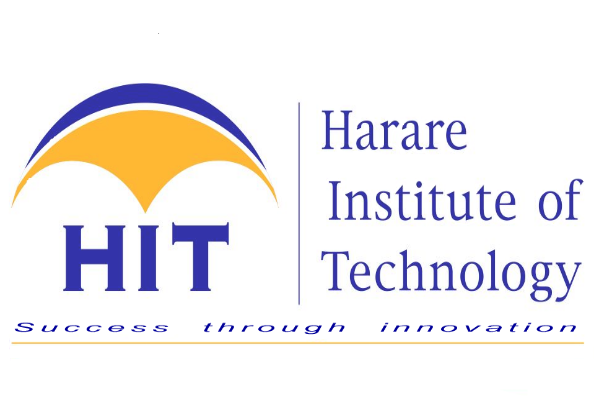 HIT
Harare
Institute of
Technology
Success through innovation